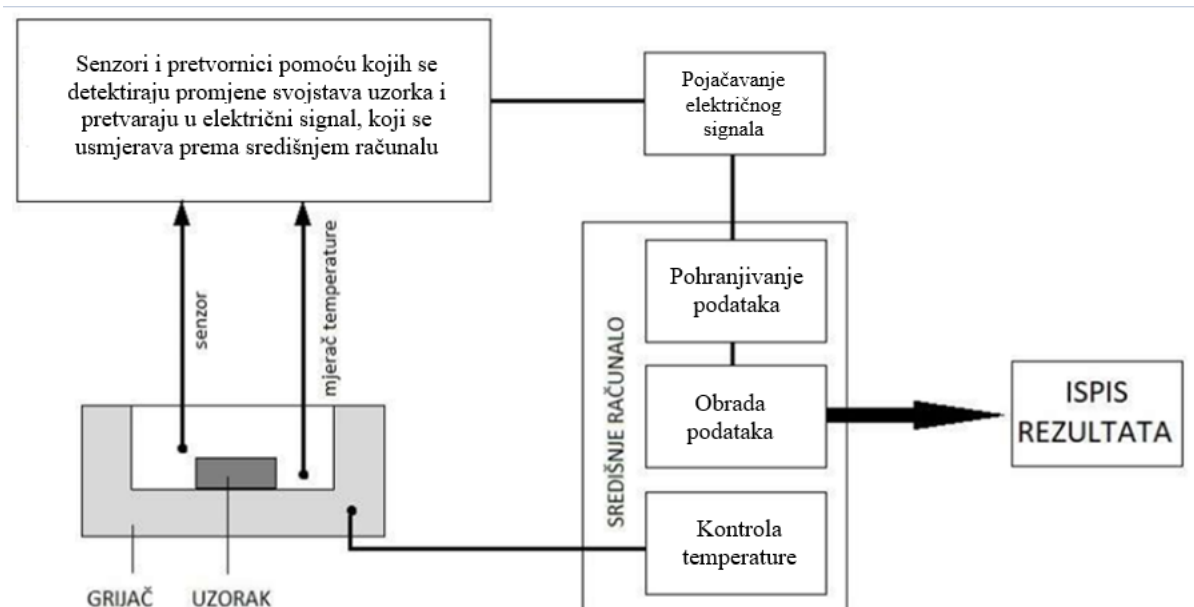 Senzori i pretvornici pomoću kojih se
detektiraju promjene svojstava uzorka i
pretvaraju u električni signal, koji se
usmjerava prema središnjem računalu
Pojačavanje
električnog
signala
senzor
mjerač temperature
SREDIŠNJE RAČUNALO
Pohranjivanje
podataka
Obrada
podataka
Kontrola
temperature
ISPIS
REZULTATA
GRIJAČ
UZORAK